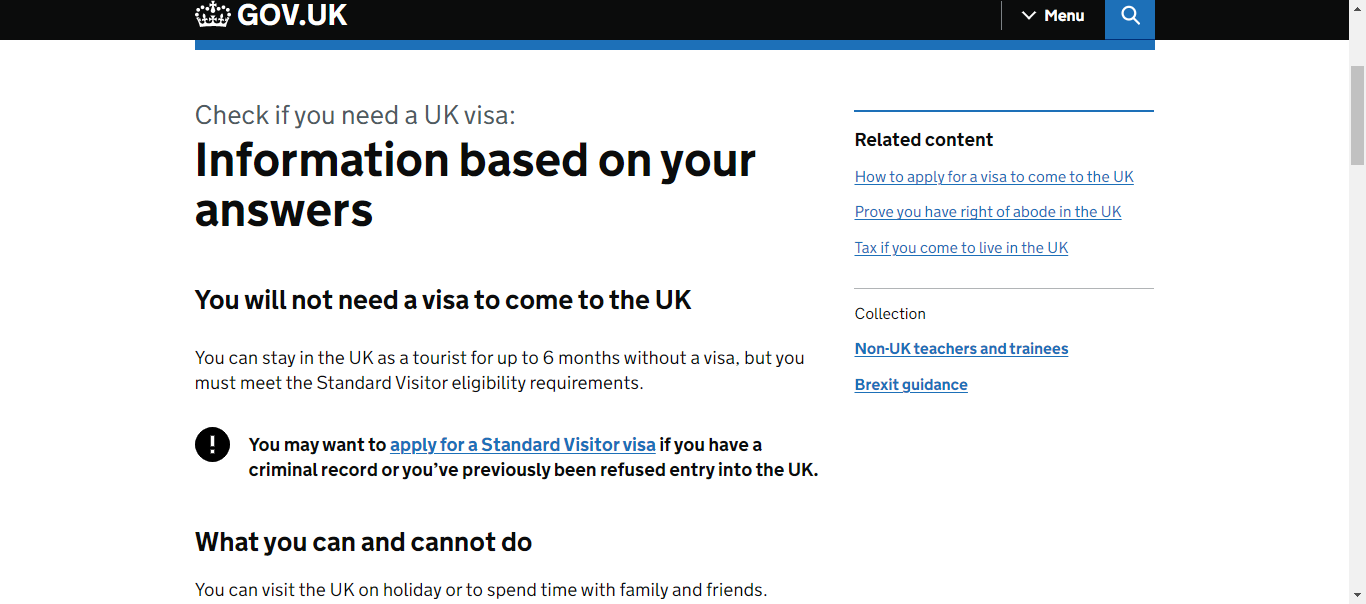 GOV.UK
Menu
Check if you need a UK visa:
Information based on your
answers
You will not need a visa to come to the UK
You can stay in the UK as a tourist for up to 6 months without a visa, but you
must meet the Standard Visitor eligibility requirements.
! You may want to apply for a Standard Visitor visa if you have a
criminal record or you’ve previously been refused entry into the UK.
What you can and cannot do
You can visit the UK on holiday or to spend time with family and friends.
Related content
How to apply for a visa to come to the UK
Prove you have right of abode in the UK
Tax if you come to live in the UK
Collection
Non-UK teachers and trainees
Brexit guidance